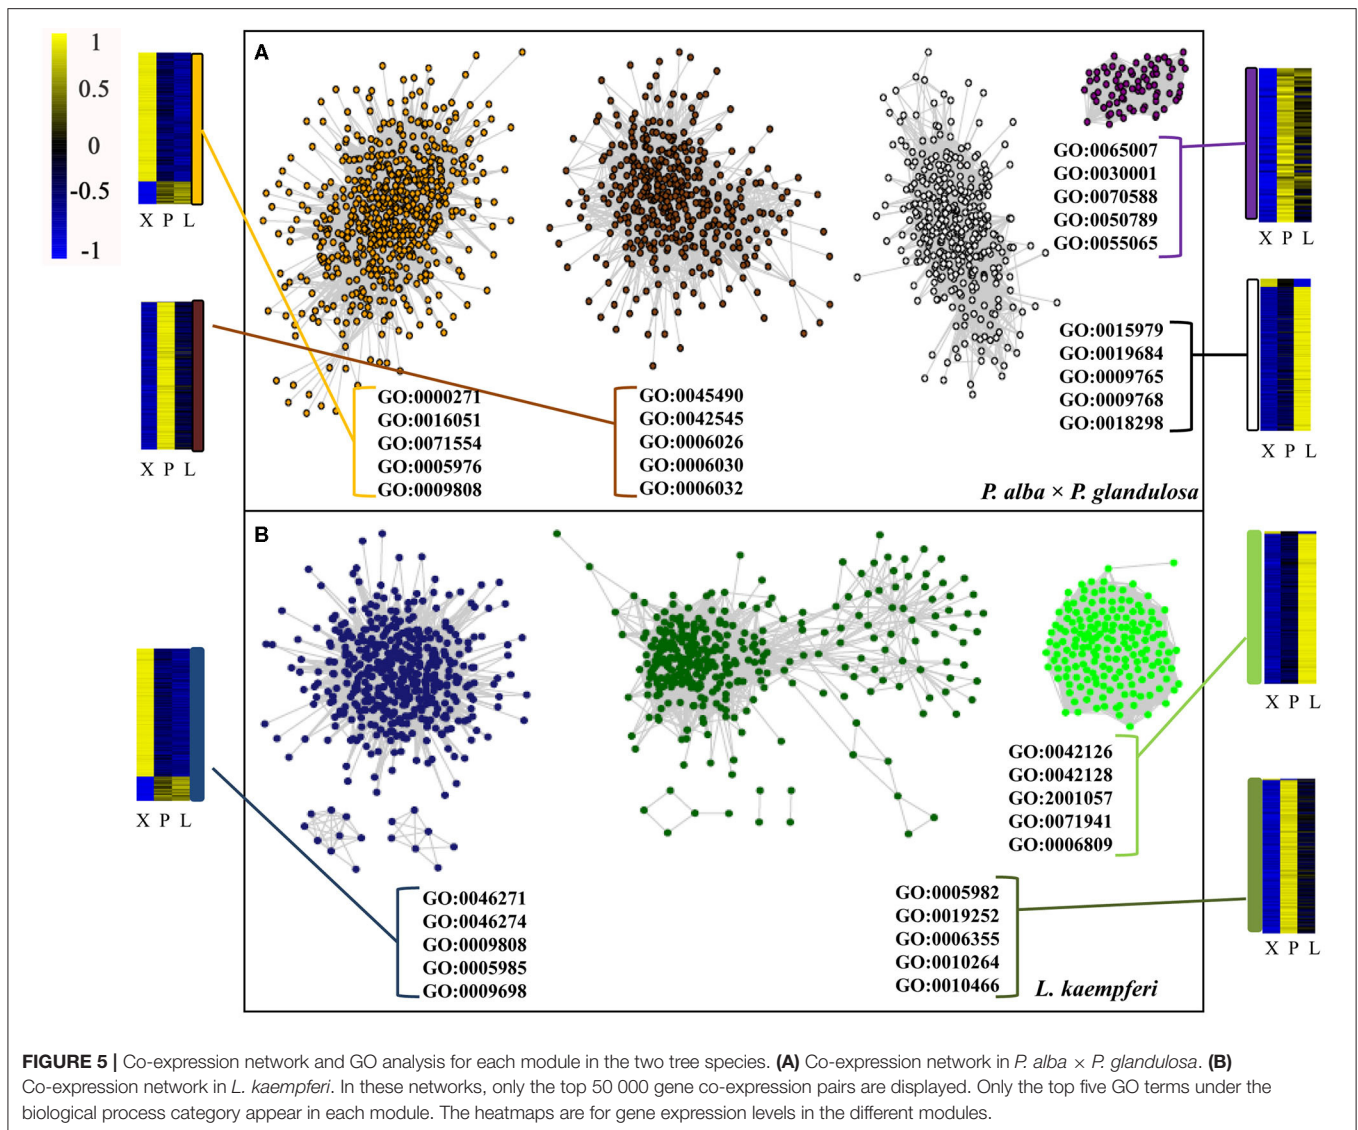 1
0.5
0
-0.5
-1
X P L
X P L
X P L
X P L
A
GO:0065007
GO:0030001
GO:0070588
GO:0050789
GO:0055065
GO:0015979
GO:0019684
GO:0009765
GO:0009768
GO:0018298
GO:0000271
GO:0016051
GO:0071554
GO:0005976
GO:0009808
GO:0045490
GO:0042545
GO:0006026
GO:0006030
GO:0006032
P. alba × P. glandulosa
B
X P L
X P L
X P L
GO:0042126
GO:0042128
GO:2001057
GO:0071941
GO:0006809
GO:0046271
GO:0046274
GO:0009808
GO:0005985
GO:0009698
GO:0005982
GO:0019252
GO:0006355
GO:0010264
GO:0010466
L. kaempferi
FIGURE 5 | Co-expression network and GO analysis for each module in the two tree species. (A) Co-expression network in P. alba × P. glandulosa. (B)
Co-expression network in L. kaempferi. In these networks, only the top 50 000 gene co-expression pairs are displayed. Only the top five GO terms under the
biological process category appear in each module. The heatmaps are for gene expression levels in the different modules.